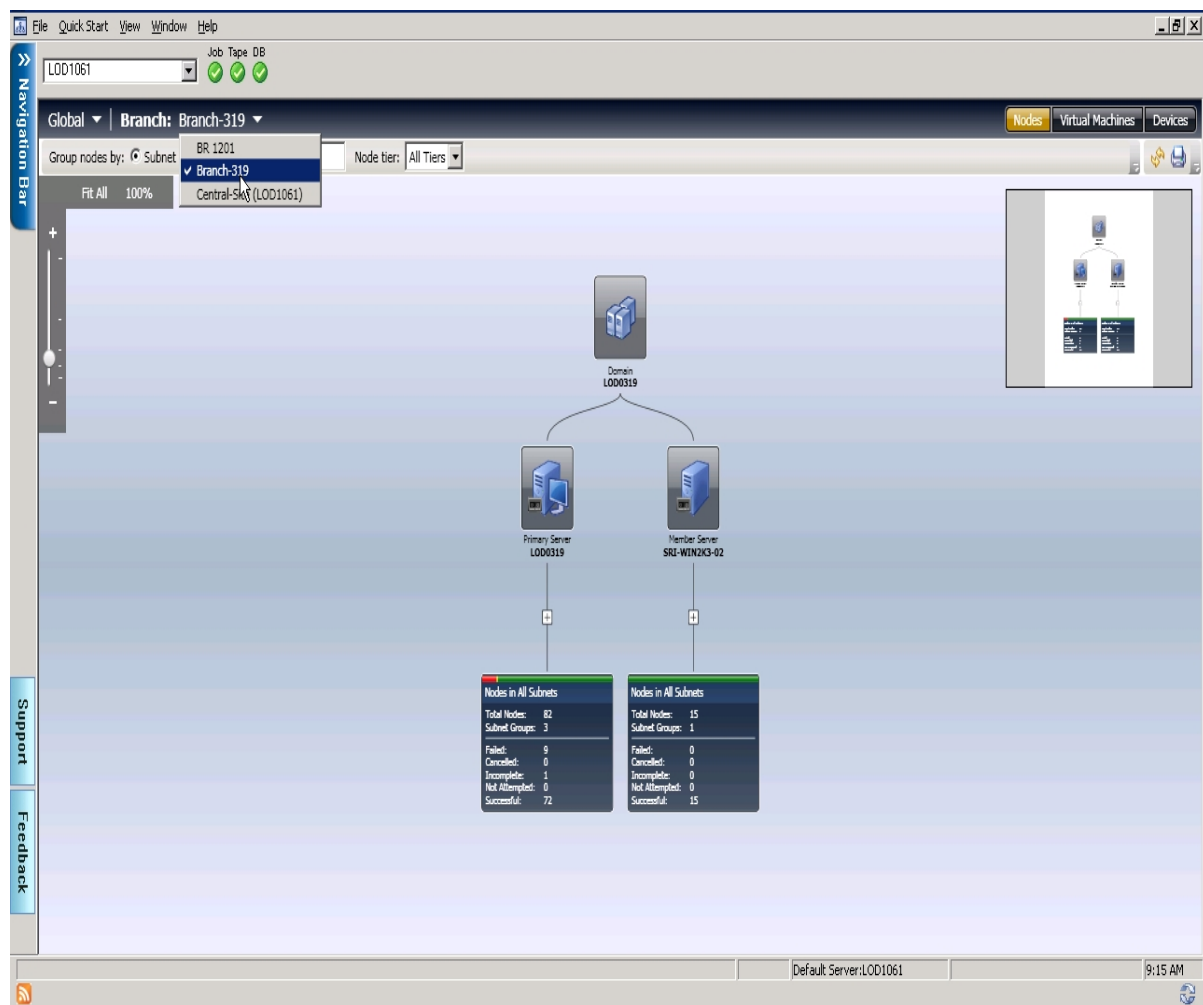 File Quick Start View Window Help
Job Tape DB
LOD1061
Navigation Bar
Global Branch: Branch-319
Nodes Virtual Machines Devices
Group nodes by: Subnet
Node tier: All Tiers
BR 1201
Branch-319
(LOD1061)
Fit All 100%
Domain
LOD0319
Primary Server
LOD0319
Member Server
SRI-WIN2K3-02
Nodes in All Subnets
Total Nodes: 82
Subnet Groups: 3
Failed: 9
Cancelled: 0
Incomplete: 1
Not Attempted: 0
Successful: 72
Nodes in All Subnets
Total Nodes: 15
Subnet Groups: 1
Failed: 0
Cancelled: 0
Incomplete: 0
Not Attempted: 0
Successful: 15
Support
Feedback
Default Server:LOD1061
9:15 AM